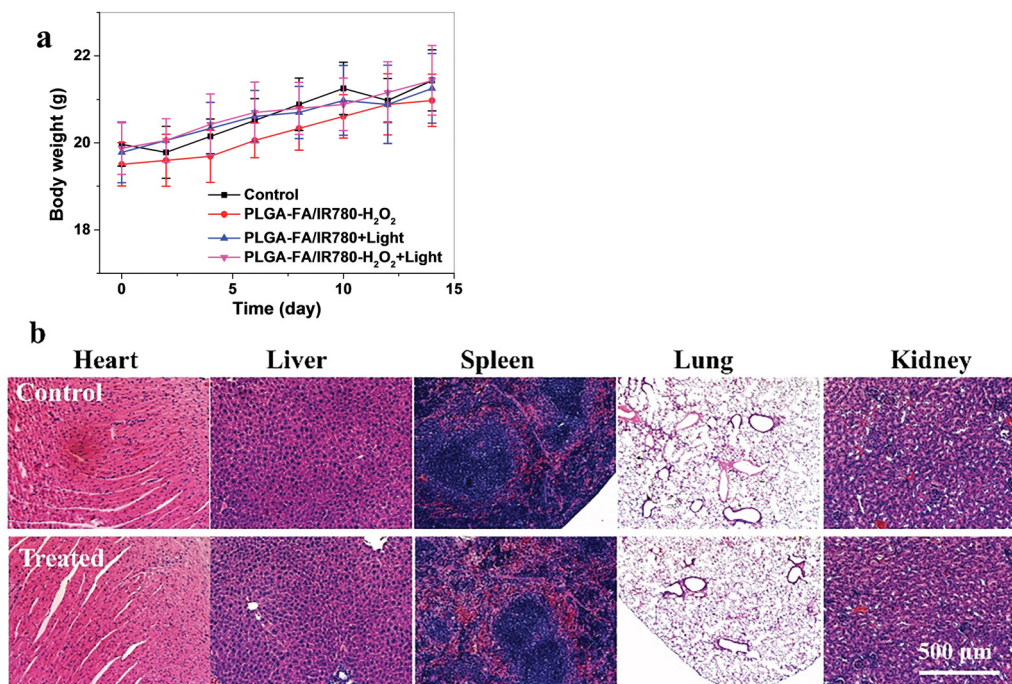 a
22
20
18
Body weight (g)
Control
PLGA-FA/IR780-H₂O₂
PLGA-FA/IR780+Light
PLGA-FA/IR780-H₂O₂+Light
0 5 10 15
Time (day)
b
Heart Liver Spleen Lung Kidney
Control
Treated
500 μm